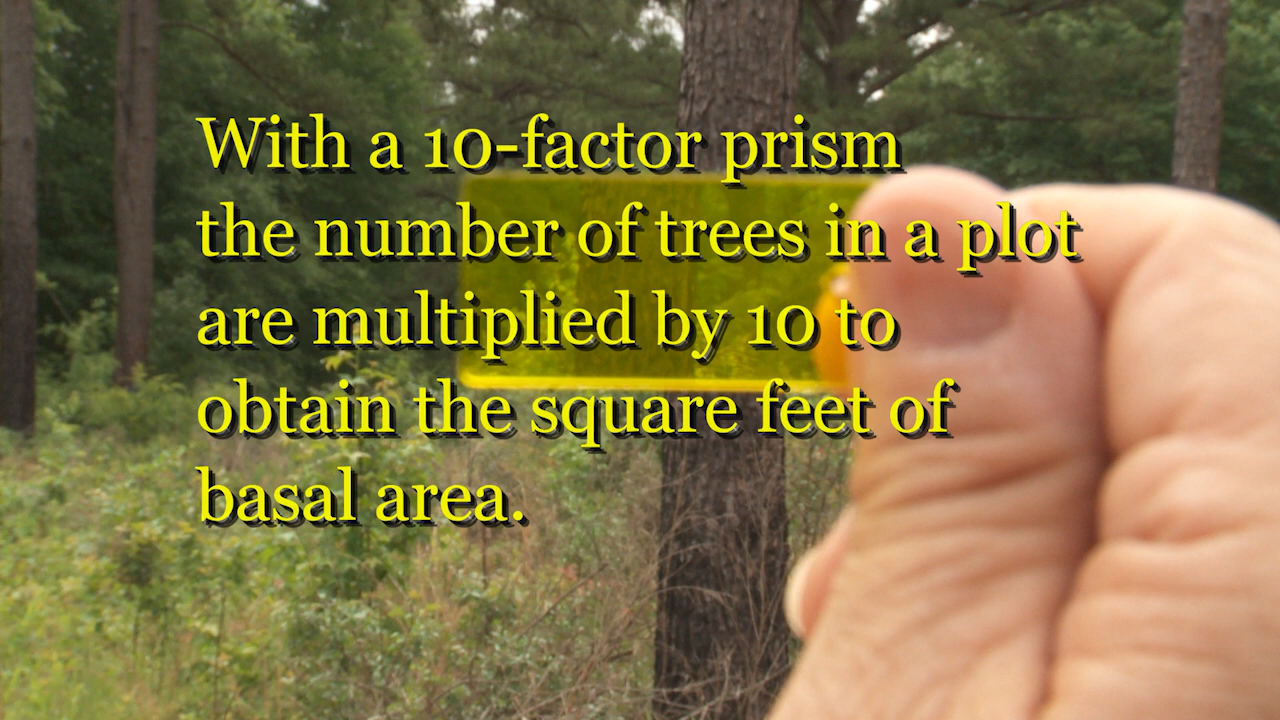 With a 10-factor prism
the number of trees in a plot
are multiplied by 10 to
obtain the square feet of
basal area.